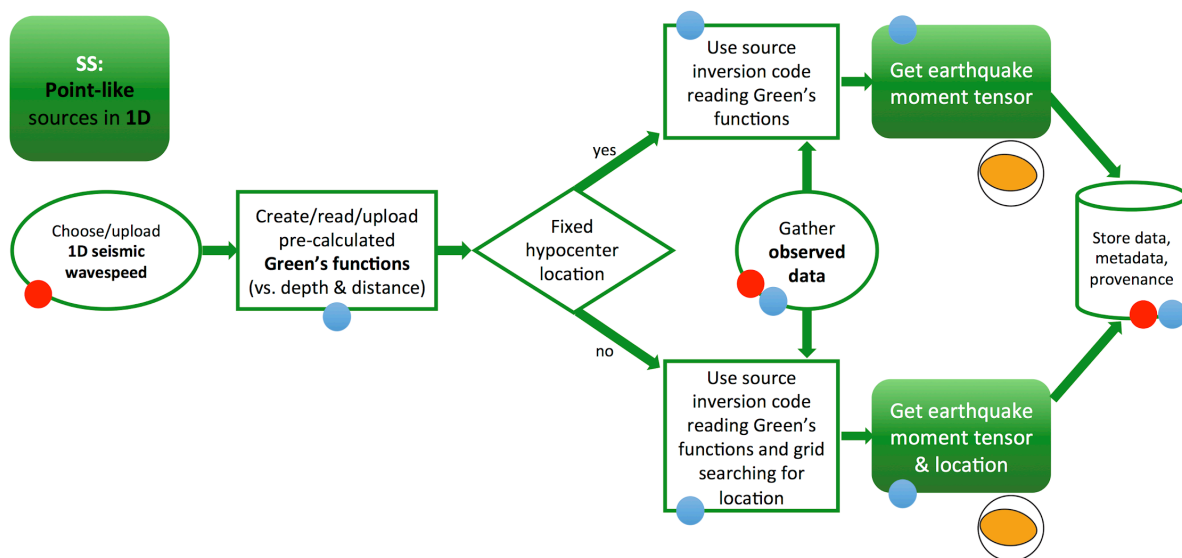 SS:
Point-like
sources in 1D
Choose/upload
1D seismic
wavespeed
Create/read/upload
pre-calculated
Green's functions
(vs. depth & distance)
Fixed
hypocenter
location
yes
no
Use source
inversion code
reading Green's
functions
Gather
observed
data
Use source
inversion code
reading Green's
functions and grid
searching for
location
Get earthquake
moment tensor
Get earthquake
moment tensor
& location
Store data,
metadata,
provenance